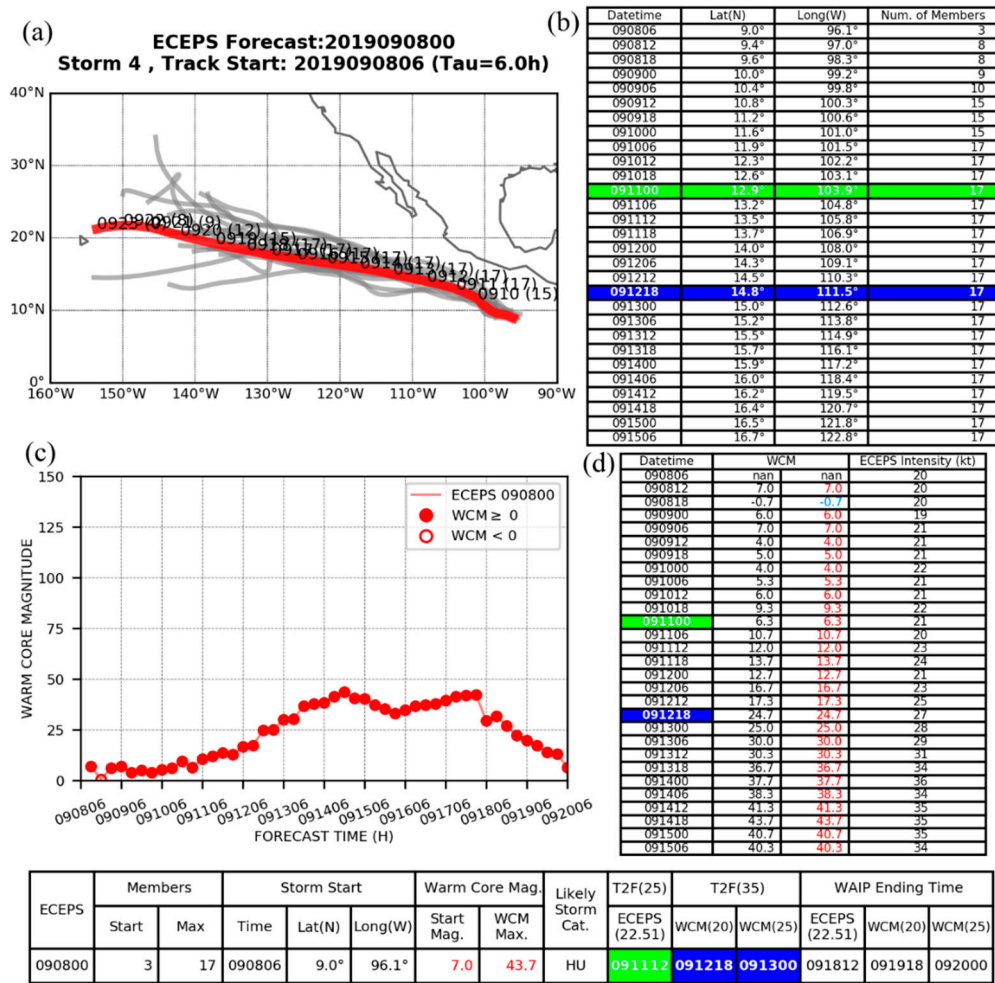 (a)
ECEPS Forecast:2019090800
Storm 4 , Track Start: 2019090806 (Tau=6.0h)
40°N
30°N
20°N
10°N
0°
160°W 150°W 140°W 130°W 120°W 110°W 100°W 90°W
0922 (8)
(9)
0920 (12)
(15)
(17)
(17)
(17)
(17)
(17)
(17)
0911 (17)
0910 (15)
(b)
Datetime Lat(N) Long(W) Num. of Members
090806 9.0° 96.1° 3
090812 9.4° 97.0° 8
090818 9.6° 98.3° 8
090900 10.0° 99.2° 9
090906 10.4° 99.8° 10
090912 10.8° 100.3° 15
090918 11.2° 100.6° 15
091000 11.6° 101.0° 15
091006 11.9° 101.5° 17
091012 12.3° 102.2° 17
091018 12.6° 103.1° 17
091100 12.9° 103.9° 17
091106 13.2° 104.8° 17
091112 13.5° 105.8° 17
091118 13.7° 106.9° 17
091200 14.0° 108.0° 17
091206 14.3° 109.1° 17
091212 14.5° 110.3° 17
091218 14.8° 111.5° 17
091300 15.0° 112.6° 17
091306 15.2° 113.8° 17
091312 15.5° 114.9° 17
091318 15.7° 116.1° 17
091400 15.9° 117.2° 17
091406 16.0° 118.4° 17
091412 16.2° 119.5° 17
091418 16.4° 120.7° 17
091500 16.5° 121.8° 17
091506 16.7° 122.8° 17
(c)
WARM CORE MAGNITUDE
150
125
100
75
50
25
0
ECEPS 090800
WCM ≥ 0
WCM < 0
090806 090906 091006 091106 091206 091306 091406 091506 091606 091706 091806 091906 092006
FORECAST TIME (H)
(d)
Datetime WCM ECEPS Intensity (kt)
090806 nan nan 20
090812 7.0 7.0 20
090818 -0.7 -0.7 20
090900 6.0 6.0 19
090906 7.0 7.0 21
090912 4.0 4.0 21
090918 5.0 5.0 21
091000 4.0 4.0 22
091006 5.3 5.3 21
091012 6.0 6.0 21
091018 9.3 9.3 22
091100 6.3 6.3 21
091106 10.7 10.7 20
091112 12.0 12.0 23
091118 13.7 13.7 24
091200 12.7 12.7 21
091206 16.7 16.7 23
091212 17.3 17.3 25
091218 24.7 24.7 27
091300 25.0 25.0 28
091306 30.0 30.0 29
091312 30.3 30.3 31
091318 36.7 36.7 34
091400 37.7 37.7 36
091406 38.3 38.3 34
091412 41.3 41.3 35
091418 43.7 43.7 35
091500 40.7 40.7 35
091506 40.3 40.3 34
ECEPS Members Storm Start Warm Core Mag. Likely Storm Cat. T2F(25) T2F(35) WAIP Ending Time
Start Max Time Lat(N) Long(W) Start Mag. WCM Max. ECEPS (22.51) WCM(20) WCM(25) ECEPS (22.51) WCM(20) WCM(25)
090800 3 17 090806 9.0° 96.1° 7.0 43.7 HU 091112 091218 091300 091812 091918 092000